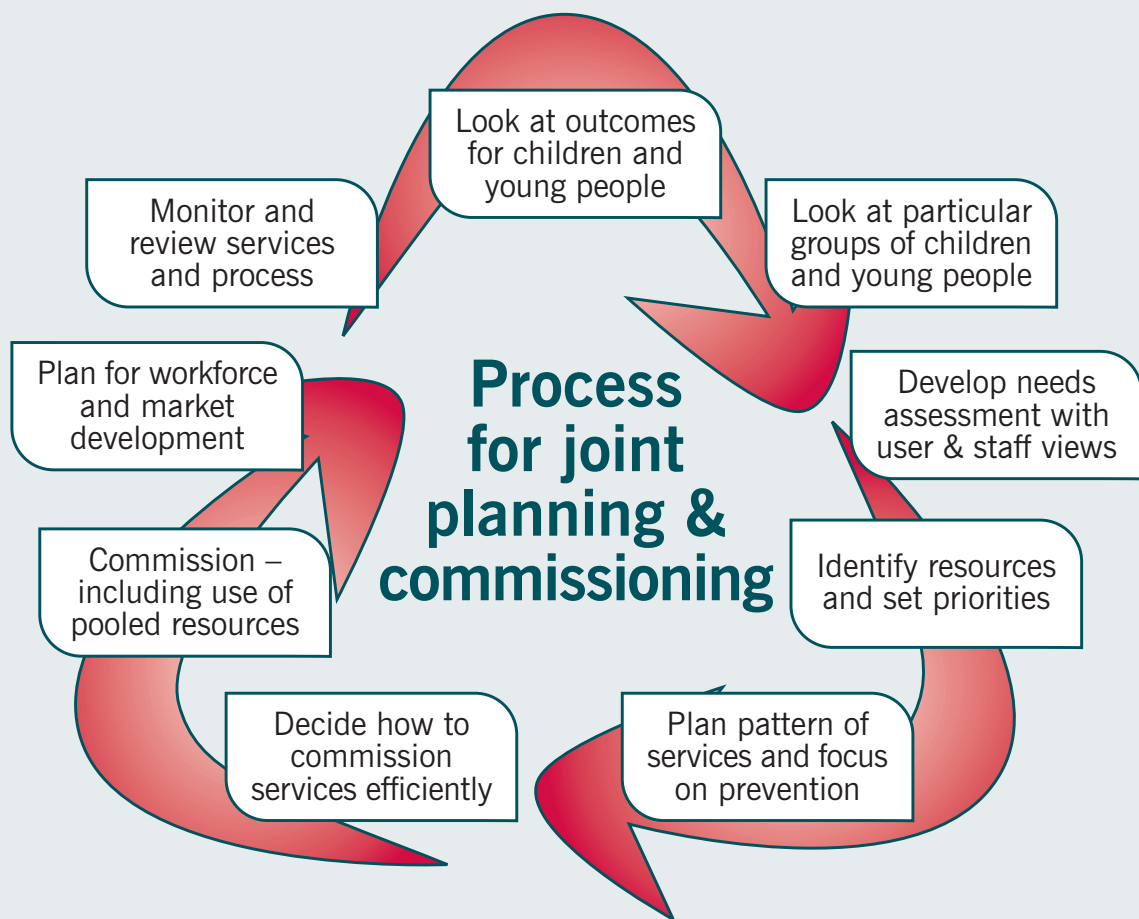 Look at outcomes
for children and
young people
Look at particular
groups of children
and young people
Develop needs
assessment with
user & staff views
Identify resources
and set priorities
Plan pattern of
services and focus
on prevention
Decide how to
commission
services efficiently
Commission –
including use of
pooled resources
Plan for workforce
and market
development
Monitor and
review services
and process
Process
for joint
planning &
commissioning